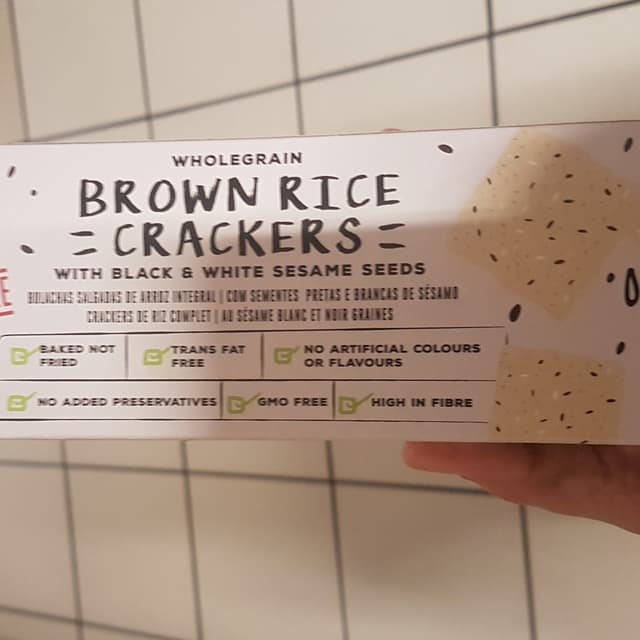 WHOLEGRAIN
BROWN RICE
CRACKERS
WITH BLACK & WHITE SESAME SEEDS
BOLACHAS SALGADAS DE ARROZ INTEGRAL | COM SEMENTES PRETAS E BRANCAS DE SÉSAMO
CRACKERS DE RIZ COMPLET | AU SÉSAME BLANC ET NOIR GRAINES
BAKED NOT
FRIED
TRANS FAT
FREE
NO ARTIFICIAL COLOURS
OR FLAVOURS
NO ADDED PRESERVATIVES
GMO FREE
HIGH IN FIBRE